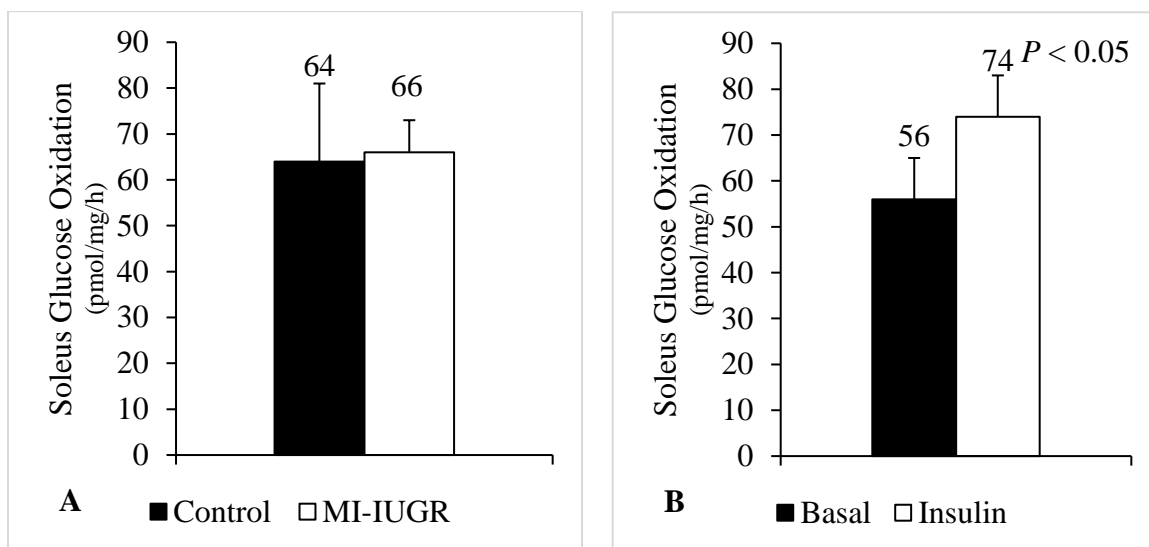 Soleus Glucose Oxidation
(pmol/mg/h)
90
80
70
60
50
40
30
20
10
0
64
66
A
Control MI-IUGR
Soleus Glucose Oxidation
(pmol/mg/h)
90
80
70
60
50
40
30
20
10
0
56
74
P < 0.05
B
Basal Insulin